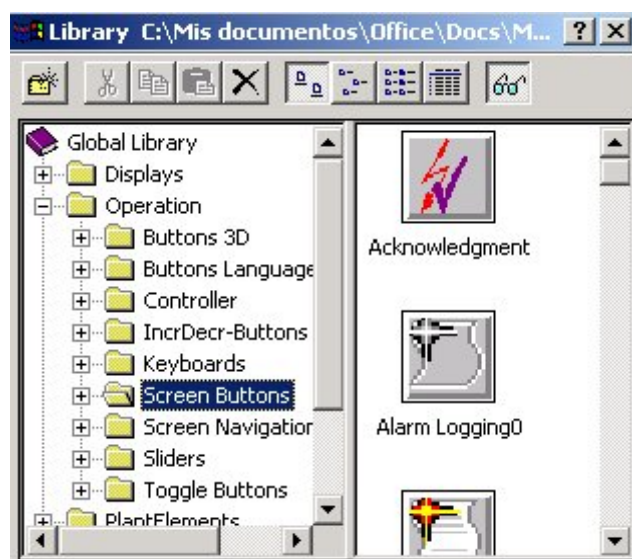 Library C:\Mis documentos\Office\Docs\M...
Global Library
Displays
Operation
Buttons 3D
Buttons Language
Controller
IncrDecr-Buttons
Keyboards
Screen Buttons
Screen Navigation
Sliders
Toggle Buttons
PlantElements
Acknowledgment
Alarm Logging0